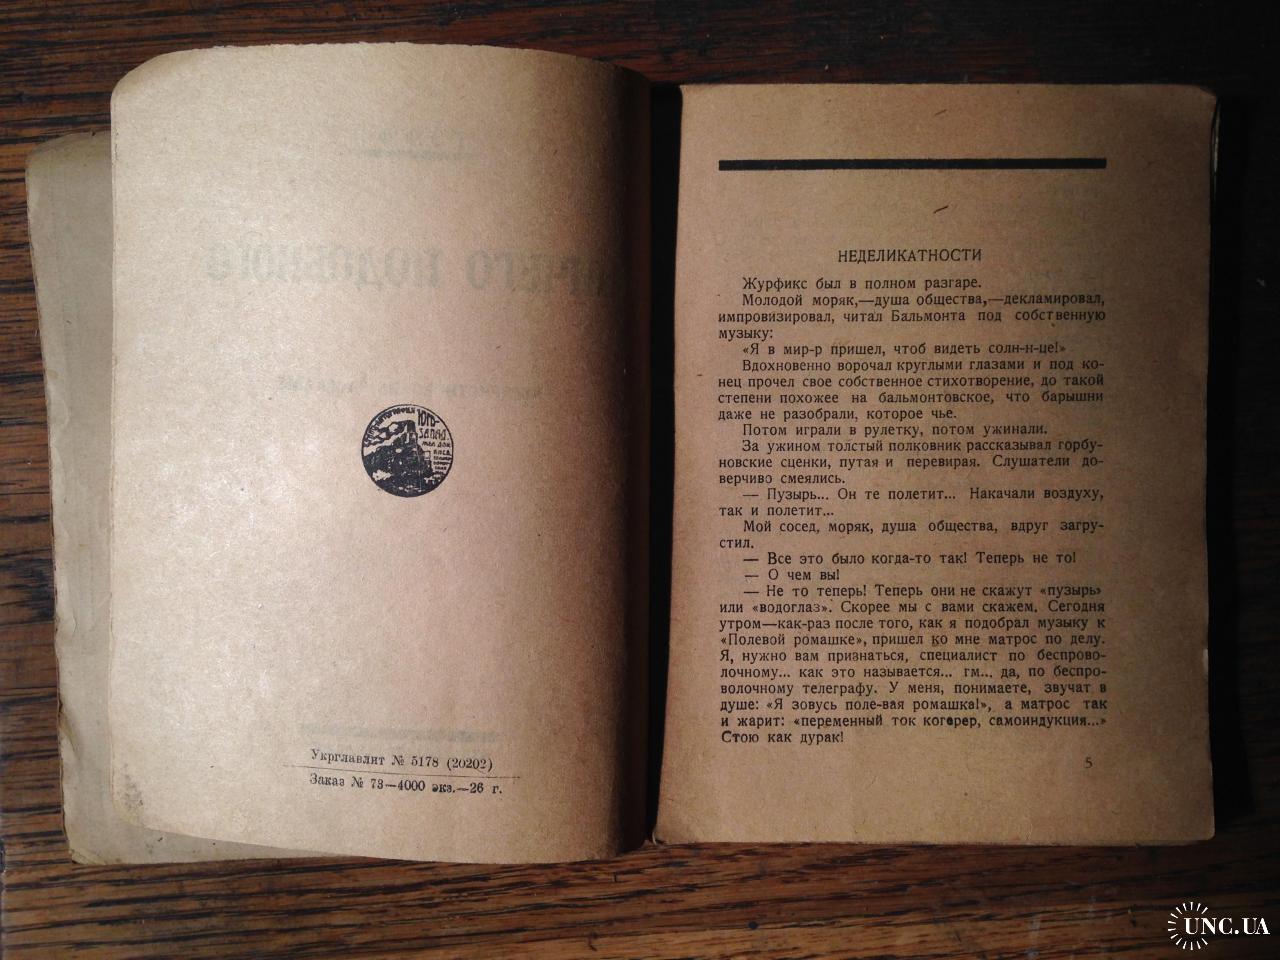 Укрглавлит № 5178 (20202)
Заказ № 73—4000 экз.—26 г.
НЕДЕЛИКАТНОСТИ
Журфикс был в полном разгаре.
Молодой моряк,—душа общества,—декламировал,
импровизировал, читал Бальмонта под собственную
музыку:
«Я в мир-р пришел, чтоб видеть солн-н-це!»
Вдохновенно ворочал круглыми глазами и под ко-
нец прочел свое собственное стихотворение, до такой
степени похожее на бальмонтовское, что барышни
даже не разобрали, которое чье.
Потом играли в рулетку, потом ужинали.
За ужином толстый полковник рассказывал горбу-
новские сценки, путая и перевирая. Слушатели до-
верчиво смеялись.
— Пузырь... Он те полетит... Накачали воздуху,
так и полетит...
Мой сосед, моряк, душа общества, вдруг загру-
стил.
— Все это было когда-то так! Теперь не то!
— О чем вы!
— Не то теперь! Теперь они не скажут «пузырь»
или «водоглаз». Скорее мы с вами скажем. Сегодня
утром—как-раз после того, как я подобрал музыку к
«Полевой ромашке», пришел ко мне матрос по делу.
Я, нужно вам признаться, специалист по беспрово-
лочному... как это называется... гм... да, по беспро-
волочному телеграфу. У меня, понимаете, звучат в
душе: «Я зовусь поле-вая ромашка!», а матрос так
и жарит: «переменный ток когерер, самоиндукция...»
Стою как дурак!
5
UNC.UA